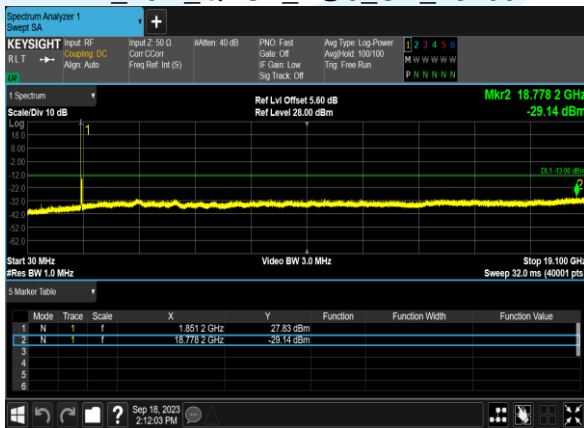 Spectrum Analyzer 1
Swept SA
KEYSIGHT
RLT
Input: RF
Coupling: DC
Align: Auto
Input Z: 50 Ω
Corr CCorr
Freq Ref: Int (S)
#Atten: 40 dB
PNO: Fast
Gate: Off
IF Gain: Low
Sig Track: Off
Avg Type: Log-Power
Avg|Hold: 100/100
Trig: Free Run
1 2 3 4 5 6
M W W W W W
P N N N N N
1 Spectrum
Scale/Div 10 dB
Ref Lvl Offset 5.60 dB
Ref Level 28.00 dBm
Mkr2 18.778 2 GHz
-29.14 dBm
Log
18.0
8.00
-2.00
-12.0
-22.0
-32.0
-42.0
-52.0
-62.0
1
DL1 -13.00 dBm
2
Start 30 MHz
#Res BW 1.0 MHz
Video BW 3.0 MHz
Stop 19.100 GHz
Sweep 32.0 ms (40001 pts
5 Marker Table
Mode Trace Scale X Y Function Function Width Function Value
1 N 1 f 1.851 2 GHz 27.83 dBm
2 N 1 f 18.778 2 GHz -29.14 dBm
3
4
5
6
?
Sep 18, 2023
2:12:03 PM